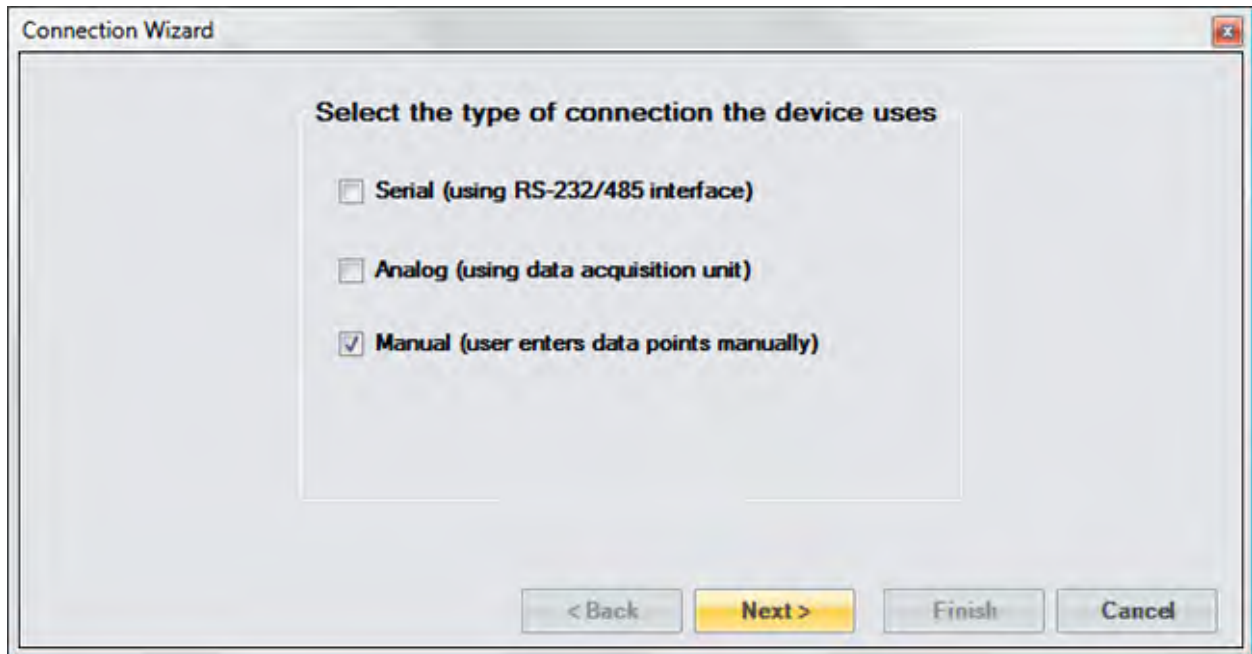 Connection Wizard
Select the type of connection the device uses
Serial (using RS-232/485 interface)
Analog (using data acquisition unit)
Manual (user enters data points manually)
< Back Next > Finish Cancel